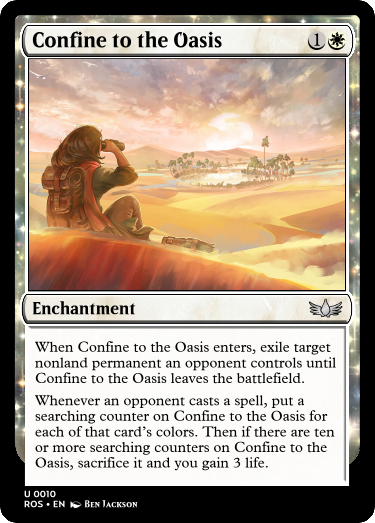 Confine to the Oasis 1
Enchantment
When Confine to the Oasis enters, exile target
nonland permanent an opponent controls until
Confine to the Oasis leaves the battlefield.
Whenever an opponent casts a spell, put a
searching counter on Confine to the Oasis for
each of that card's colors. Then if there are ten
or more searching counters on Confine to the
Oasis, sacrifice it and you gain 3 life.
U 0010
ROS • EN Ben Jackson